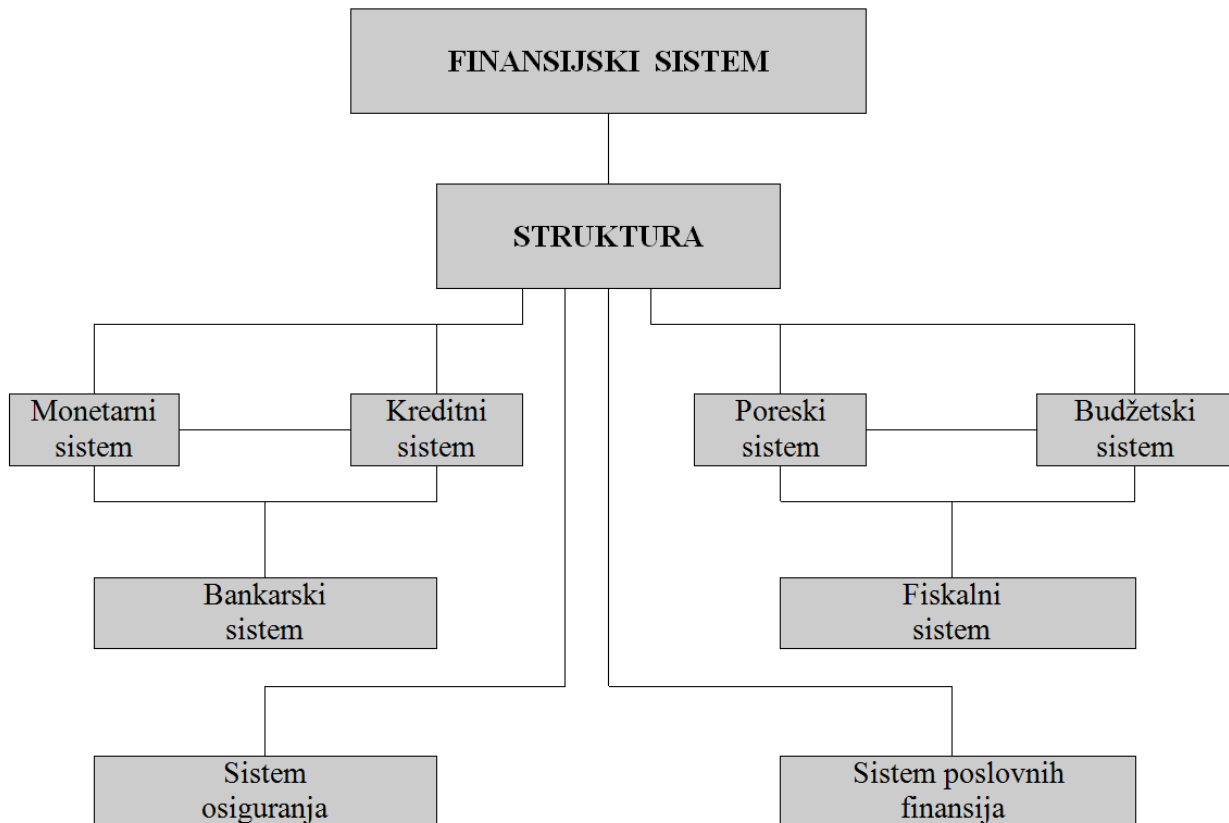 FINANSIJSKI SISTEM
STRUKTURA
Monetarni
sistem
Kreditni
sistem
Poreski
sistem
Budžetski
sistem
Bankarski
sistem
Fiskalni
sistem
Sistem
osiguranja
Sistem poslovnih
finansija